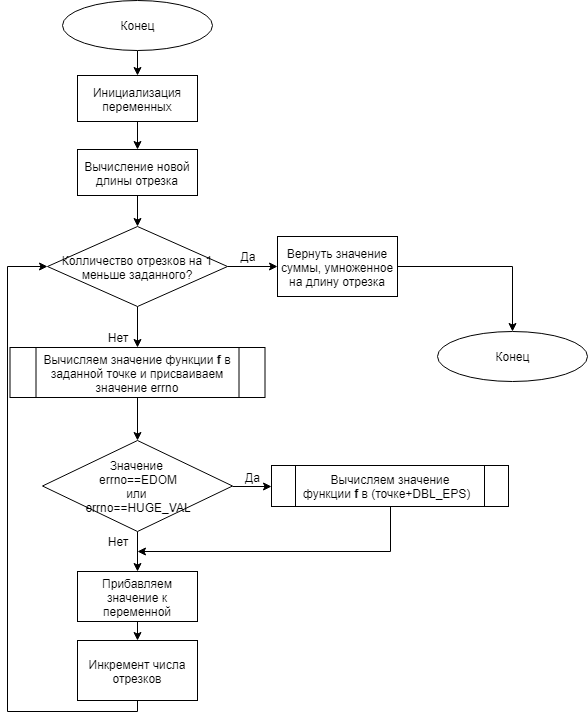 Конец
Инициализация
переменных
Вычисление новой
длины отрезка
Колличество отрезков на 1
меньше заданного?
Да
Вернуть значение
суммы, умноженное
на длину отрезка
Конец
Нет
Вычисляем значение функции f в
заданной точке и присваиваем
значение errno
Значение
errno==EDOM
или
errno==HUGE_VAL
Да
Вычисляем значение
функции f в (точке+DBL_EPS)
Нет
Прибавляем
значение к
переменной
Инкремент числа
отрезков